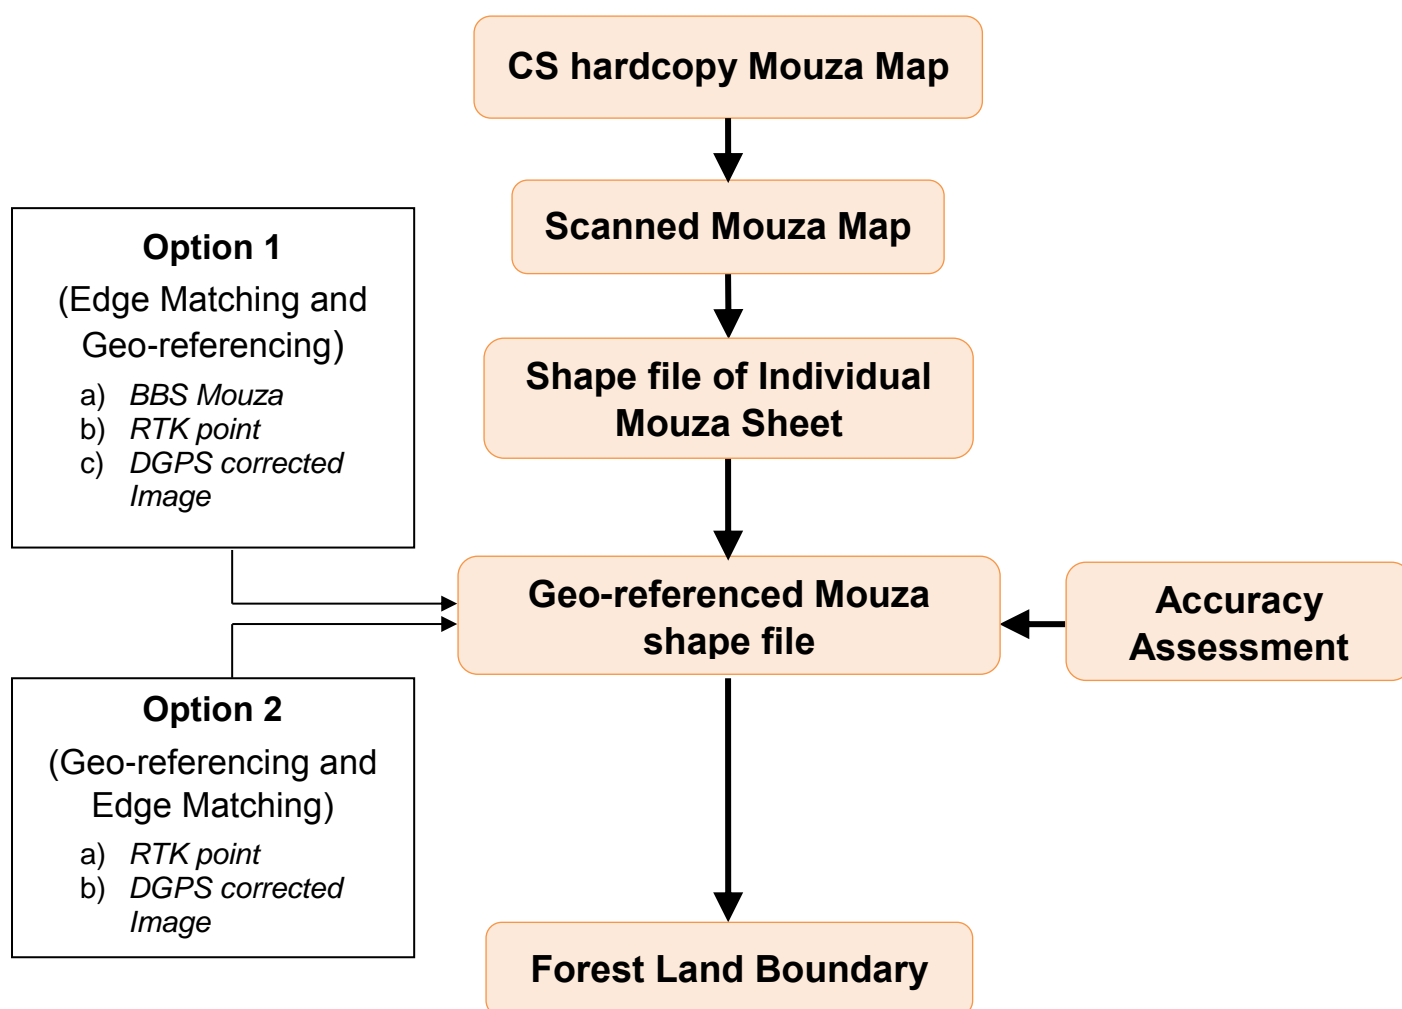 CS hardcopy Mouza Map
Scanned Mouza Map
Option 1
(Edge Matching and
Geo-referencing)
a) BBS Mouza
b) RTK point
c) DGPS corrected
Image
Shape file of Individual
Mouza Sheet
Geo-referenced Mouza
shape file
Accuracy
Assessment
Option 2
(Geo-referencing and
Edge Matching)
a) RTK point
b) DGPS corrected
Image
Forest Land Boundary